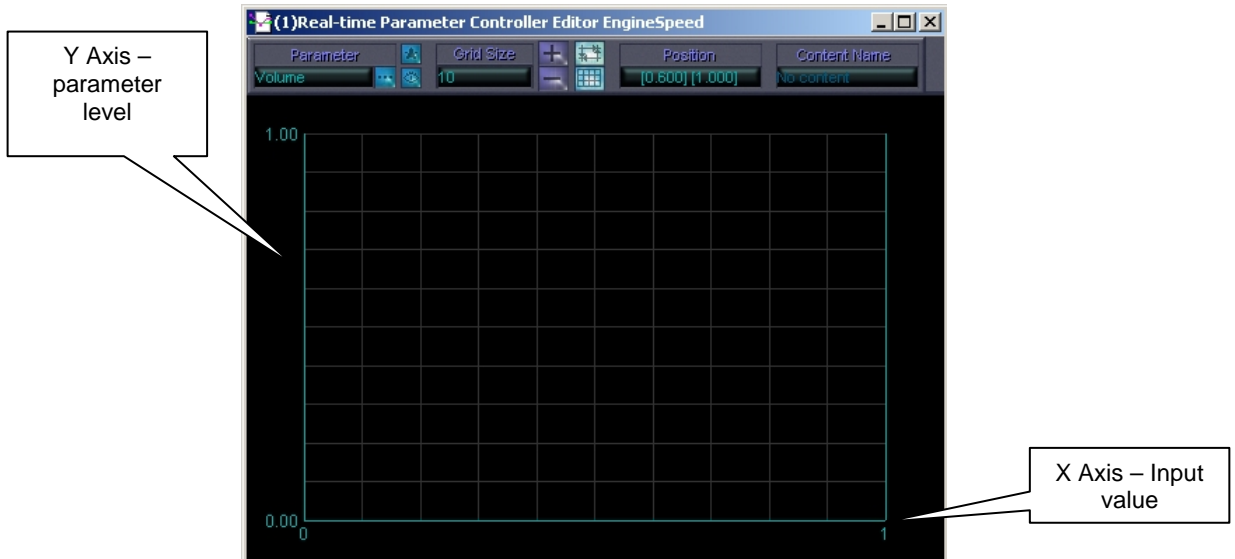 (1)Real-time Parameter Controller Editor EngineSpeed
Parameter
Grid Size
Position
Content Name
Volume
10
[0.600] [1.000]
No content
Y Axis –
parameter
level
1.00
0.00
0
1
X Axis – Input
value